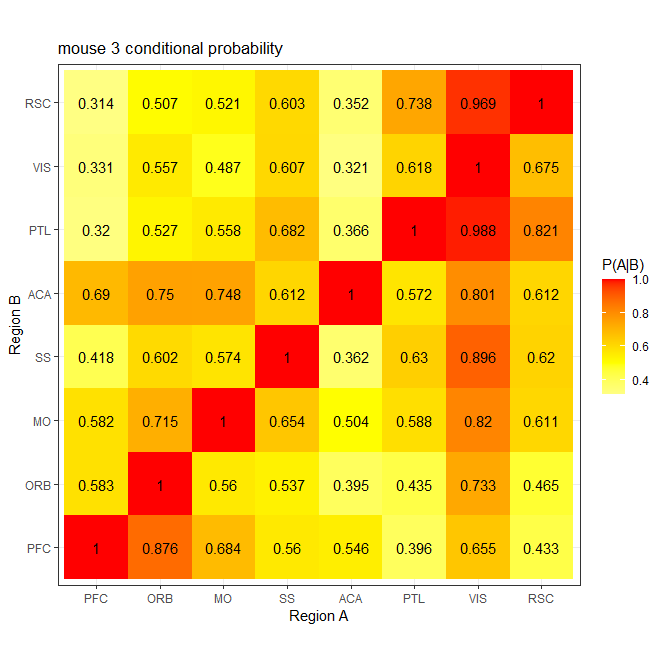 mouse 3 conditional probability
RSC 0.314 0.507 0.521 0.603 0.352 0.738 0.969 1
VIS 0.331 0.557 0.487 0.607 0.321 0.618 1 0.675
PTL 0.32 0.527 0.558 0.682 0.366 1 0.988 0.821
ACA 0.69 0.75 0.748 0.612 1 0.572 0.801 0.612
SS 0.418 0.602 0.574 1 0.362 0.63 0.896 0.62
MO 0.582 0.715 1 0.654 0.504 0.588 0.82 0.611
ORB 0.583 1 0.56 0.537 0.395 0.435 0.733 0.465
PFC 1 0.876 0.684 0.56 0.546 0.396 0.655 0.433
PFC ORB MO SS ACA PTL VIS RSC
Region A
Region B
P(A|B)
1.0
0.8
0.6
0.4